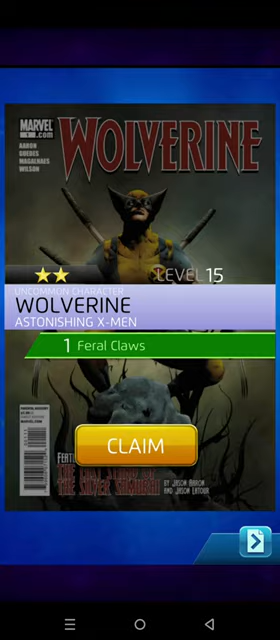 MARVEL
.com
WOLVERINE
AARON
GUEDES
MAGALHAES
WILSON
LEVEL 15
UNCOMMON CHARACTER
WOLVERINE
ASTONISHING X-MEN
1 Feral Claws
CLAIM
THE SILVER SAMURAI
BY JASON AARON
AND JASON LATOUR